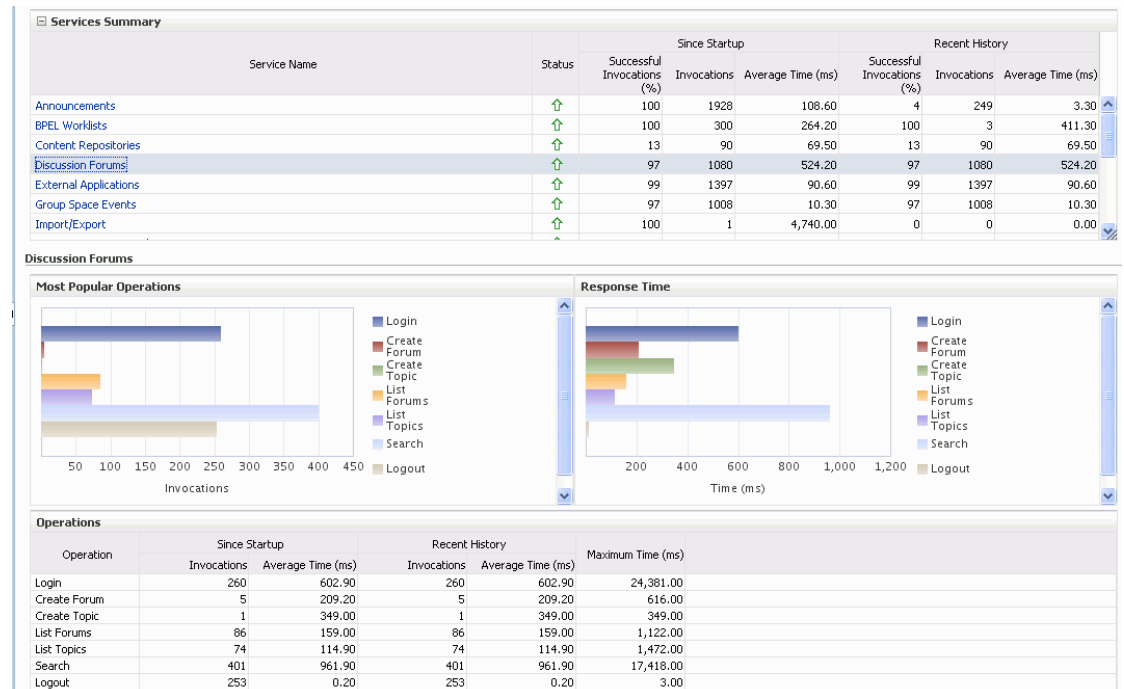 Services Summary
Service Name Status Since Startup Recent History
Successful Invocations (%) Invocations Average Time (ms) Successful Invocations (%) Invocations Average Time (ms)
Announcements 100 1928 108.60 4 249 3.30
BPEL Worklists 100 300 264.20 100 3 411.30
Content Repositories 13 90 69.50 13 90 69.50
Discussion Forums 97 1080 524.20 97 1080 524.20
External Applications 99 1397 90.60 99 1397 90.60
Group Space Events 97 1008 10.30 97 1008 10.30
Import/Export 100 1 4,740.00 0 0 0.00
Discussion Forums
Most Popular Operations
Login
Create
Forum
Create
Topic
List
Forums
List
Topics
Search
Logout
50 100 150 200 250 300 350 400 450
Invocations
Response Time
Login
Create
Forum
Create
Topic
List
Forums
List
Topics
Search
Logout
200 400 600 800 1,000 1,200
Time (ms)
Operations
Operation Since Startup Recent History Maximum Time (ms)
Invocations Average Time (ms) Invocations Average Time (ms)
Login 260 602.90 260 602.90 24,381.00
Create Forum 5 209.20 5 209.20 616.00
Create Topic 1 349.00 1 349.00 349.00
List Forums 86 159.00 86 159.00 1,122.00
List Topics 74 114.90 74 114.90 1,472.00
Search 401 961.90 401 961.90 17,418.00
Logout 253 0.20 253 0.20 3.00